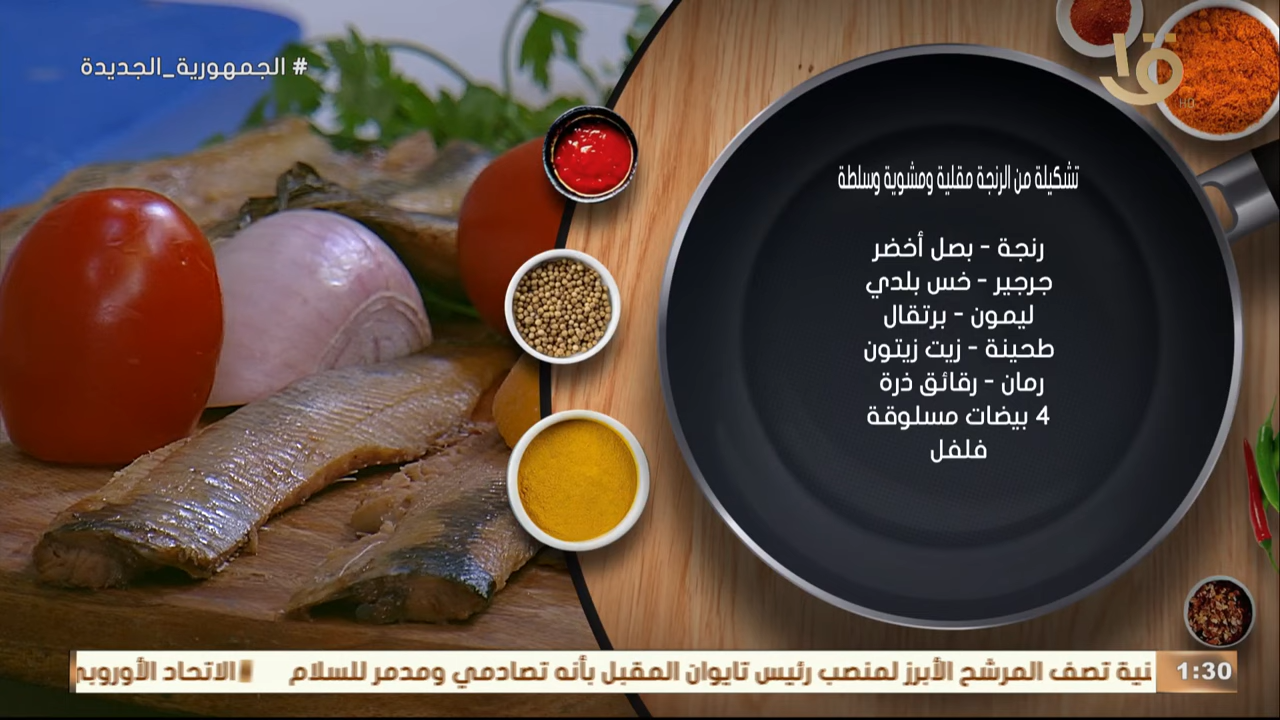 # الجمهورية_الجديدة
HD
تشكيلة من الرنجة مقلية ومشوية وسلطة
رنجة - بصل أخضر
جرجير - خس بلدي
ليمون - برتقال
طحينة - زيت زيتون
رمان - رقائق ذرة
4 بيضات مسلوقة
فلفل
1:30
تصف المرشح الأبرز لمنصب رئيس تايوان المقبل بأنه تصادمي ومدمر للسلام الاتحاد